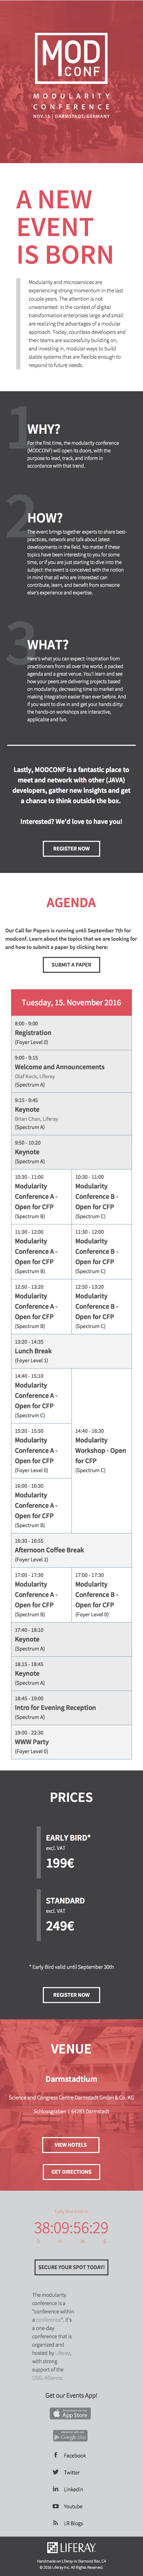 MOD
CONF
MODULARITY
CONFERENCE
NOV 15 | DARMSTADT, GERMANY
A NEW
EVENT
IS BORN
Modularity and microservices are
experiencing strong momentum in the last
couple years. The attention is not
unwarranted: in the context of digital
transformation enterprises large and small
are realizing the advantages of a modular
approach. Today, countless developers and
their teams are successfully building on,
and investing in, modular ways to build
stable systems that are flexible enough to
respond to future needs.
1
WHY?
For the first time, the modularity conference
(MODCONF) will open its doors, with the
purpose to lead, track, and inform in
accordance with that trend.
2
HOW?
The event brings together experts to share best-
practices, network and talk about latest
developments in the field. No matter if topics
have been interesting to you for some
time, or if you are just starting to dive into the
subject: the event is conceived with the notion
in mind that all who are interested can
contribute, learn, and benefit from someone
else's experience and expertise.
3
WHAT?
Here's what you can expect: inspiration from
practitioners from all over the world, a packed
agenda and a great venue. You'll learn and see
how your peers are delivering projects based
on modularity, decreasing time to market and
making integration easier than ever before. And
if you want to dive in and get your hands dirty:
the hands-on workshops are interactive,
applicable and fun.
Lastly, MODCONF is a fantastic place to
meet and network with other (JAVA)
developers, gather new insights and get
a chance to think outside the box.
Interested? We'd love to have you!
REGISTER NOW
AGENDA
Our Call for Papers is running until September 7th for
modconf. Learn about the topics that we are looking for
and how to submit a paper by clicking here:
SUBMIT A PAPER
Tuesday, 15. November 2016
8:00 - 9:00
Registration
(Foyer Level 0)
9:00 - 9:15
Welcome and Announcements
Olaf Kock, Liferay
(Spectrum A)
9:15 - 9:45
Keynote
Brian Chan, Liferay
(Spectrum A)
9:50 - 10:20
Keynote
(Spectrum A)
10:30 - 11:00
Modularity
Conference A -
Open for CFP
(Spectrum B)
10:30 - 11:00
Modularity
Conference B -
Open for CFP
(Spectrum C)
11:30 - 12:00
Modularity
Conference A -
Open for CFP
(Spectrum B)
11:30 - 12:00
Modularity
Conference B -
Open for CFP
(Spectrum C)
12:50 - 13:20
Modularity
Conference A -
Open for CFP
(Spectrum B)
12:50 - 13:20
Modularity
Conference B -
Open for CFP
(Spectrum C)
13:20 - 14:35
Lunch Break
(Foyer Level 1)
14:40 - 15:10
Modularity
Conference A -
Open for CFP
(Spectrum C)
15:20 - 15:50
Modularity
Conference A -
Open for CFP
(Foyer Level 0)
14:40 - 16:30
Modularity
Workshop - Open
for CFP
(Spectrum C)
16:00 - 16:30
Modularity
Conference A -
Open for CFP
(Spectrum B)
16:30 - 16:55
Afternoon Coffee Break
(Foyer Level 1)
17:00 - 17:30
Modularity
Conference A -
Open for CFP
(Spectrum B)
17:00 - 17:30
Modularity
Conference B -
Open for CFP
(Foyer Level 0)
17:40 - 18:10
Keynote
(Spectrum A)
18:15 - 18:45
Keynote
(Spectrum A)
18:45 - 19:00
Intro for Evening Reception
(Spectrum A)
19:00 - 22:30
WWW Party
(Foyer Level 0)
PRICES
EARLY BIRD*
excl. VAT
199€
STANDARD
excl. VAT
249€
* Early Bird valid until September 30th
REGISTER NOW
VENUE
Darmstadtium
Science and Congress Centre Darmstadt GmbH & Co. KG
Schlossgraben 1 64283 Darmstadt
VIEW HOTELS
GET DIRECTIONS
38:09:56:29
D H M S
SECURE YOUR SPOT TODAY!
The modularity
conference is a
"conference within
a conference". It's
a one-day
conference that is
organized and
hosted by Liferay,
with strong
support of the
OSGi Alliance.
Get our Events App!
App Store
Google play
Facebook
Twitter
LinkedIn
Youtube
LR Blogs
LIFERAY
Handmade on Liferay in Diamond Bar, CA
© 2016 Liferay Inc. All Rights Reserved.